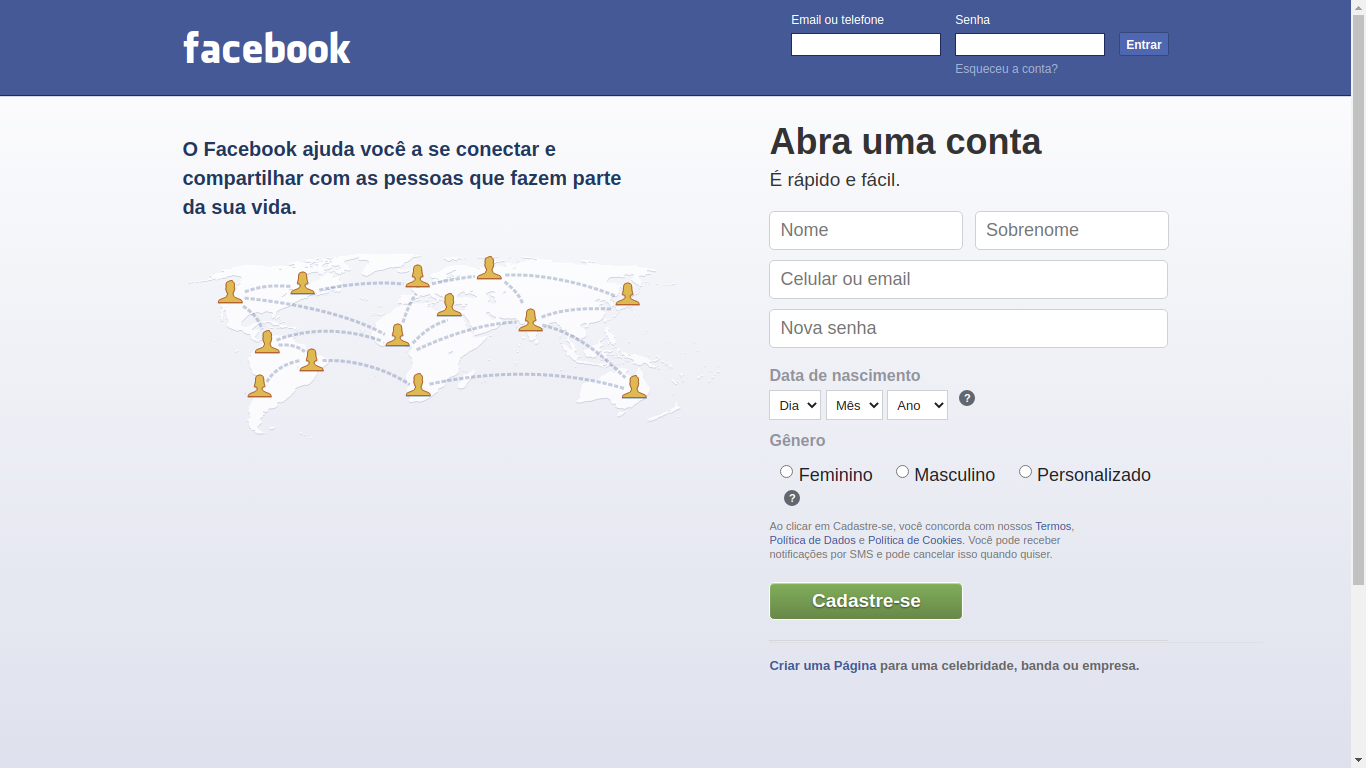 facebook
Email ou telefone
Senha
Entrar
Esqueceu a conta?
O Facebook ajuda você a se conectar e
compartilhar com as pessoas que fazem parte
da sua vida.
Abra uma conta
É rápido e fácil.
Nome
Sobrenome
Celular ou email
Nova senha
Data de nascimento
Dia Mês Ano ?
Gênero
Feminino Masculino Personalizado
?
Ao clicar em Cadastre-se, você concorda com nossos Termos,
Política de Dados e Política de Cookies. Você pode receber
notificações por SMS e pode cancelar isso quando quiser.
Cadastre-se
Criar uma Página para uma celebridade, banda ou empresa.